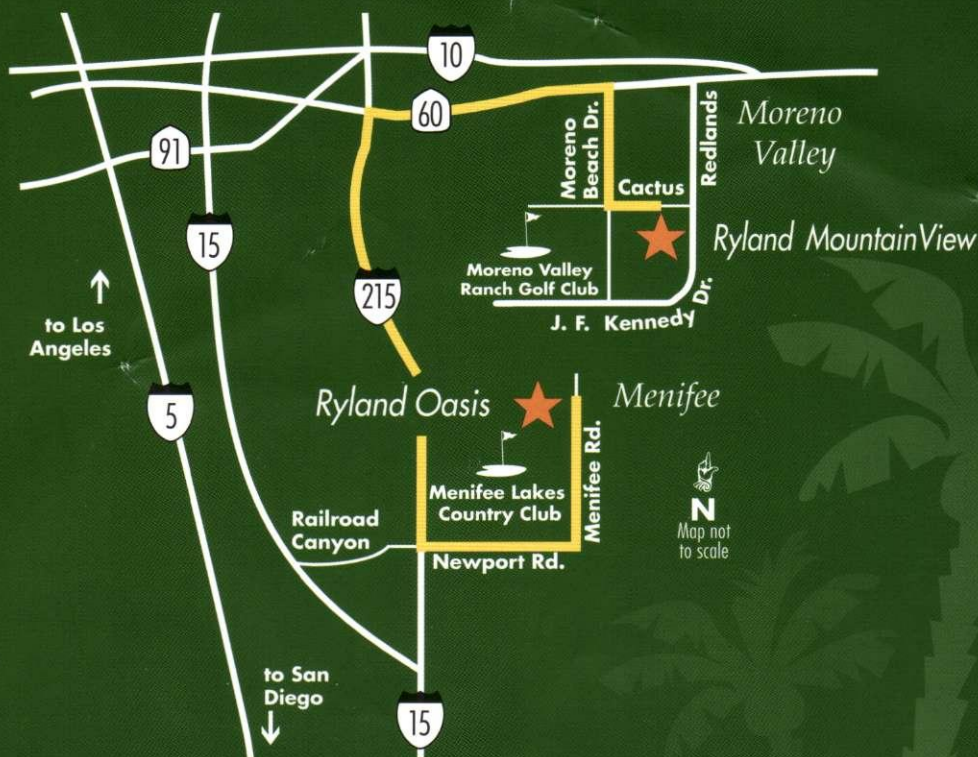 10
60
91
Moreno
Beach Dr.
Redlands
Moreno
Valley
Cactus
15
Ryland MountainView
Moreno Valley
Ranch Golf Club
215
J. F. Kennedy Dr.
to Los
Angeles
Ryland Oasis
Menifee
5
Menifee Rd.
Menifee Lakes
Country Club
N
Map not
to scale
Railroad
Canyon
Newport Rd.
to San
Diego
15